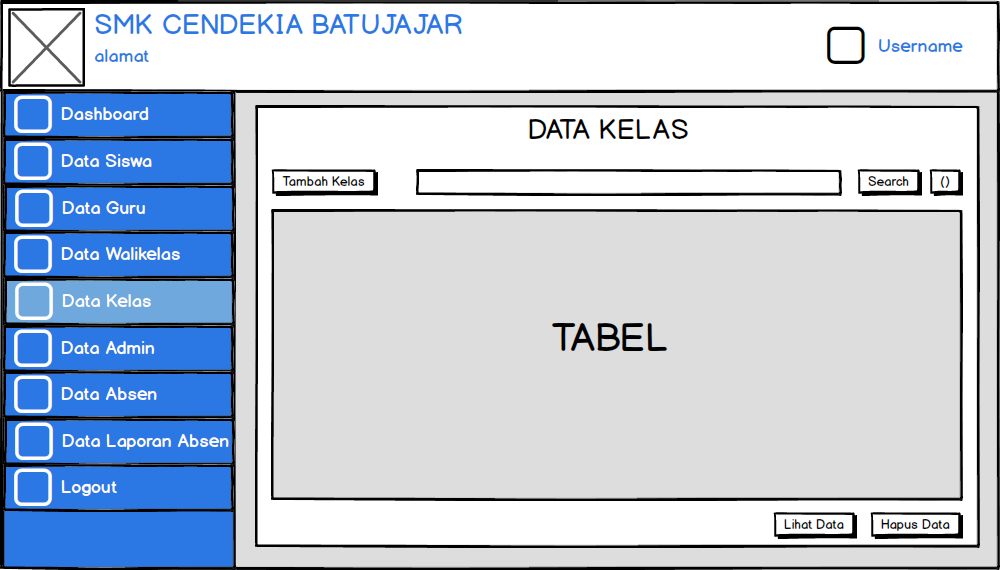 SMK CENDEKIA BATUJAJAR
alamat
Username
Dashboard
Data Siswa
Data Guru
Data Walikelas
Data Kelas
Data Admin
Data Absen
Data Laporan Absen
Logout
DATA KELAS
Tambah Kelas
Search
()
TABEL
Lihat Data
Hapus Data